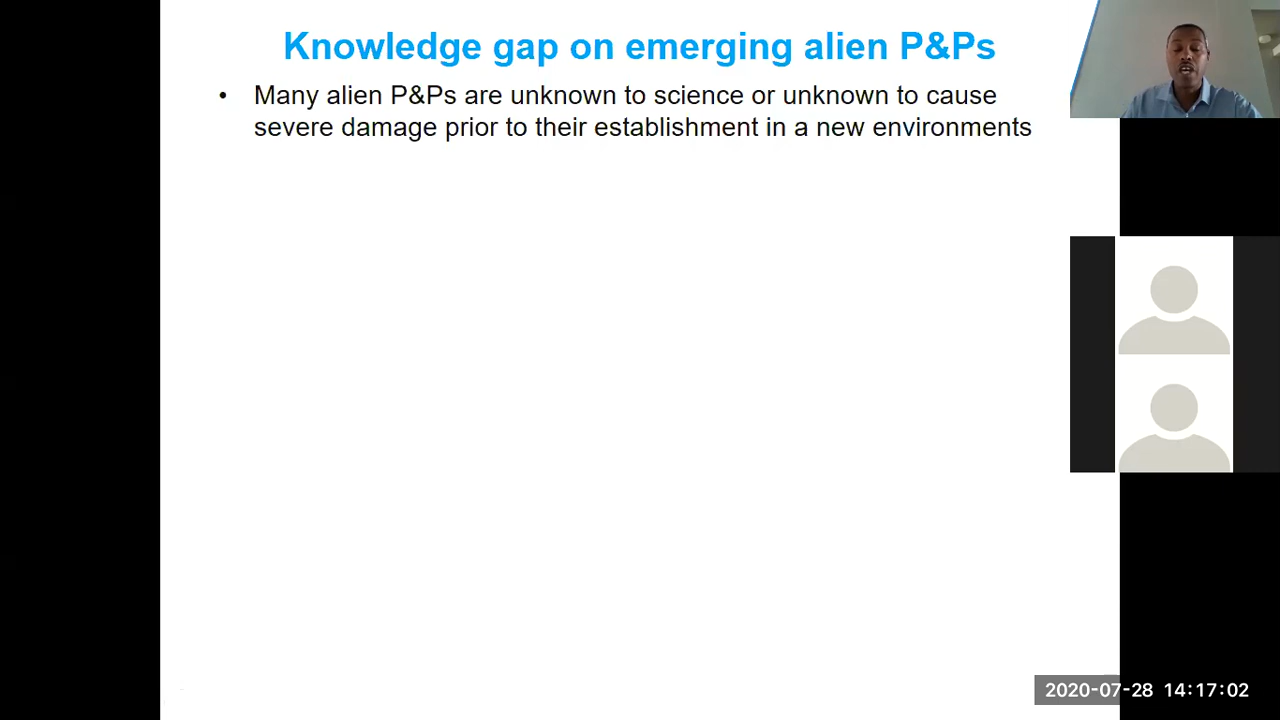 Knowledge gap on emerging alien P&Ps
• Many alien P&Ps are unknown to science or unknown to cause
severe damage prior to their establishment in a new environments
2020-07-28 14:17:02